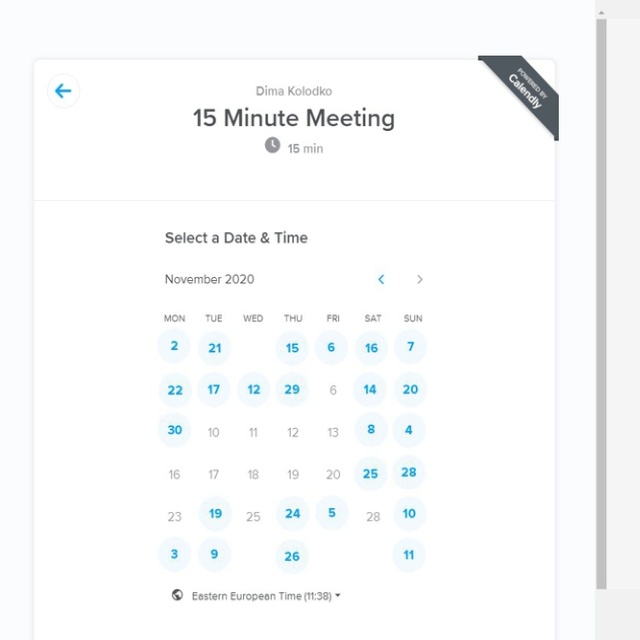 Dima Kolodko
15 Minute Meeting
15 min
POWERED BY
Calendly
Select a Date & Time
November 2020
MON TUE WED THU FRI SAT SUN
2 21 15 6 16 7
22 17 12 29 6 14 20
30 10 11 12 13 8 4
16 17 18 19 20 25 28
23 19 25 24 5 28 10
3 9 26 11
Eastern European Time (11:38)